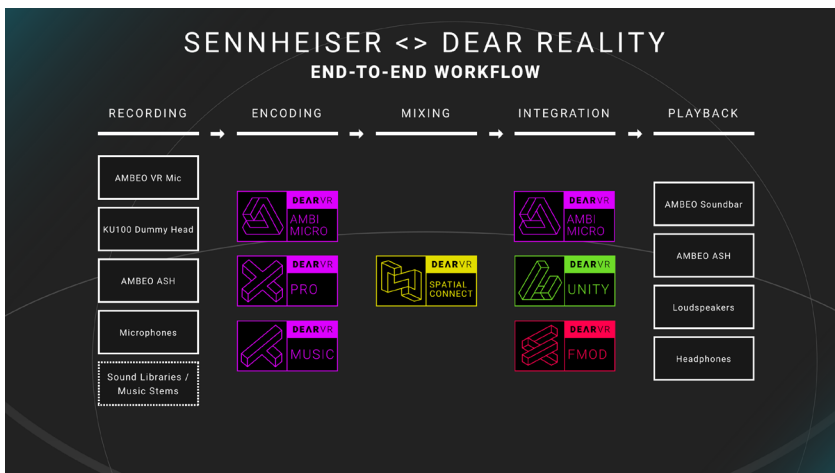 SENNHEISER <> DEAR REALITY
END-TO-END WORKFLOW
RECORDING
ENCODING
MIXING
INTEGRATION
PLAYBACK
AMBEO VR Mic
KU100 Dummy Head
AMBEO ASH
Microphones
Sound Libraries /
Music Stems
DEARVR
AMBI
MICRO
DEARVR
PRO
DEARVR
MUSIC
DEARVR
SPATIAL
CONNECT
DEARVR
AMBI
MICRO
DEARVR
UNITY
DEARVR
FMOD
AMBEO Soundbar
AMBEO ASH
Loudspeakers
Headphones